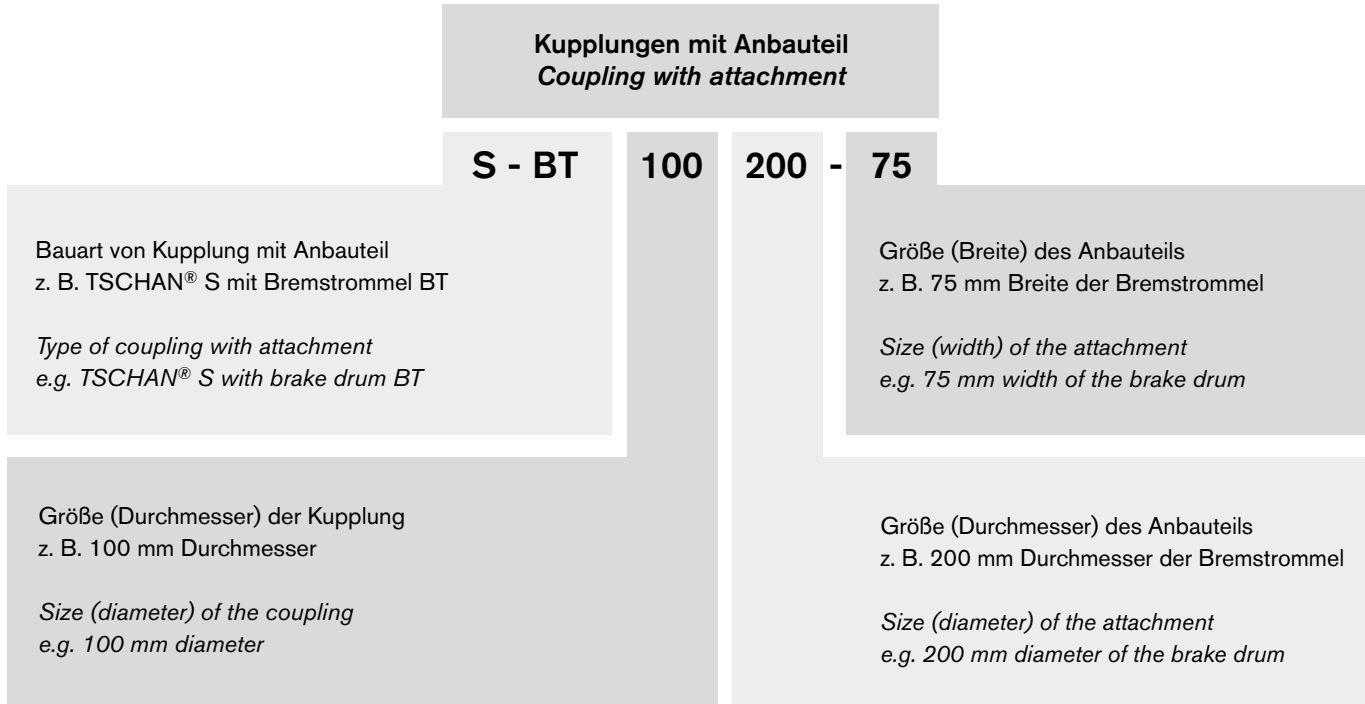 Kupplungen mit Anbauteil
Coupling with attachment
S - BT 100 200 - 75
Bauart von Kupplung mit Anbauteil
z. B. TSCHAN® S mit Bremstrommel BT
Type of coupling with attachment
e.g. TSCHAN® S with brake drum BT
Größe (Breite) des Anbauteils
z. B. 75 mm Breite der Bremstrommel
Size (width) of the attachment
e.g. 75 mm width of the brake drum
Größe (Durchmesser) der Kupplung
z. B. 100 mm Durchmesser
Size (diameter) of the coupling
e.g. 100 mm diameter
Größe (Durchmesser) des Anbauteils
z. B. 200 mm Durchmesser der Bremstrommel
Size (diameter) of the attachment
e.g. 200 mm diameter of the brake drum